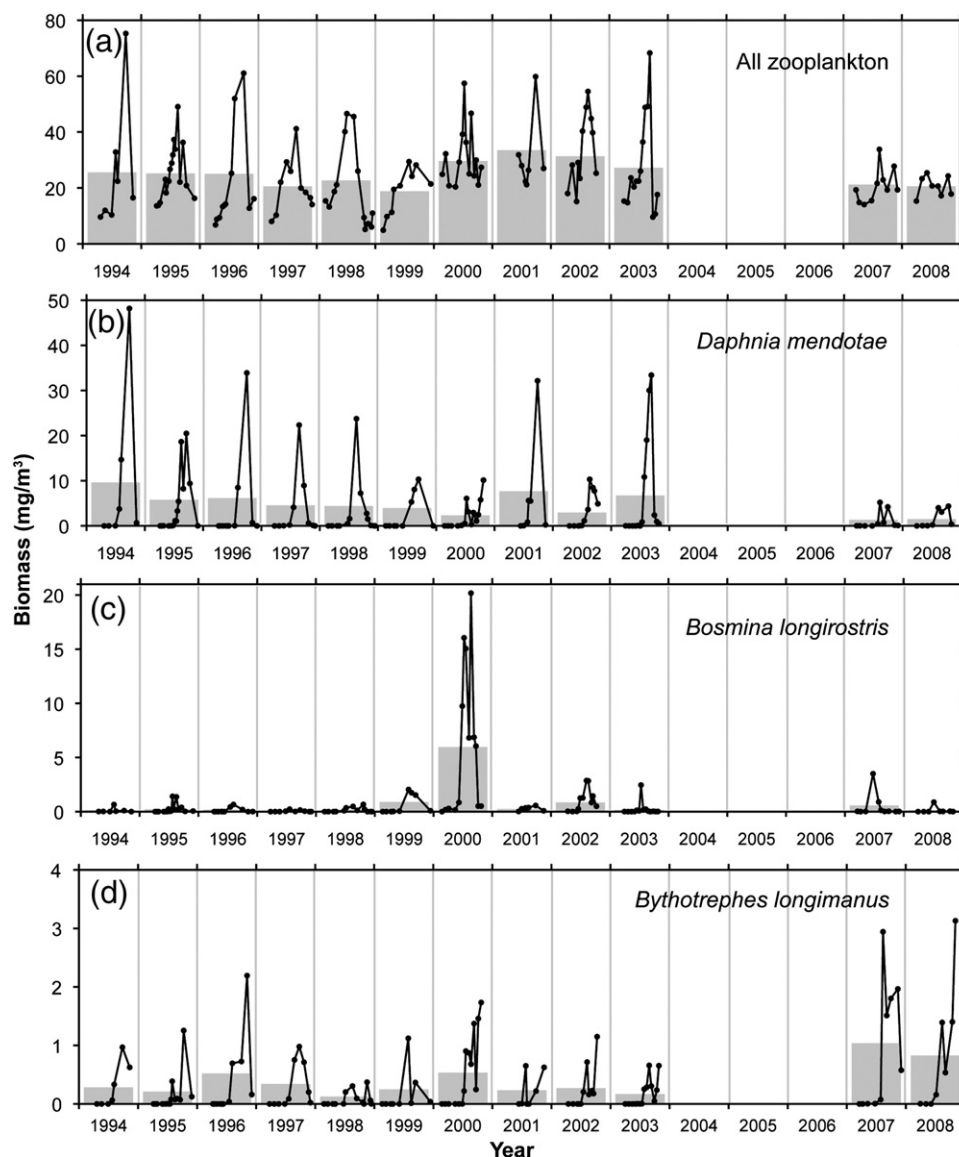 (a)
All zooplankton
80
60
40
20
0
1994 1995 1996 1997 1998 1999 2000 2001 2002 2003 2004 2005 2006 2007 2008
(b)
Daphnia mendotae
50
40
30
20
10
0
1994 1995 1996 1997 1998 1999 2000 2001 2002 2003 2004 2005 2006 2007 2008
Biomass (mg/m³)
(c)
Bosmina longirostris
20
15
10
5
0
1994 1995 1996 1997 1998 1999 2000 2001 2002 2003 2004 2005 2006 2007 2008
(d)
Bythotrephes longimanus
4
3
2
1
0
1994 1995 1996 1997 1998 1999 2000 2001 2002 2003 2004 2005 2006 2007 2008
Year